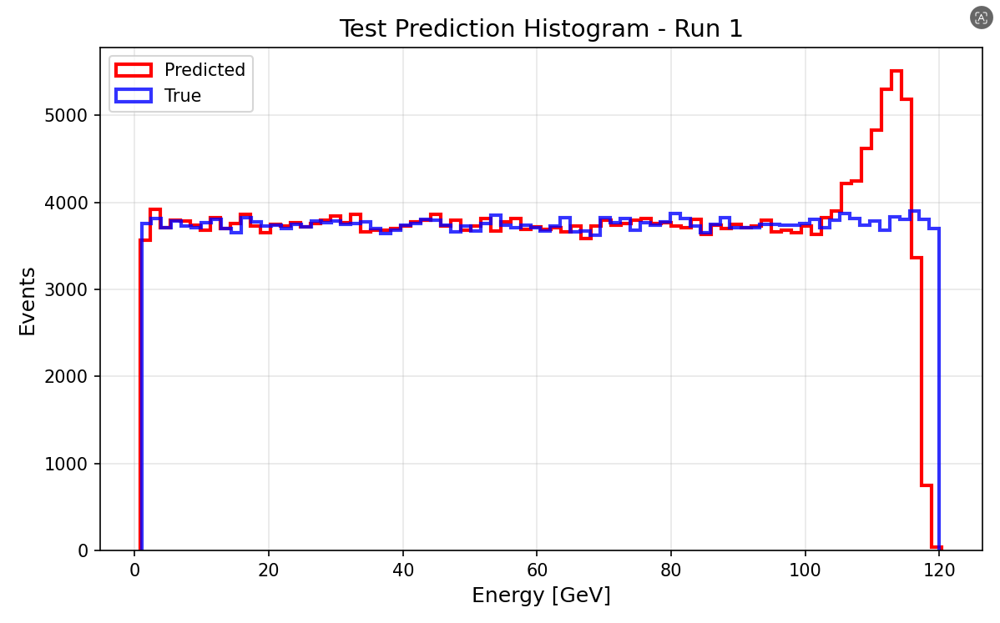 Test Prediction Histogram - Run 1
Predicted
True
5000
4000
3000
2000
1000
0
Events
0 20 40 60 80 100 120
Energy [GeV]